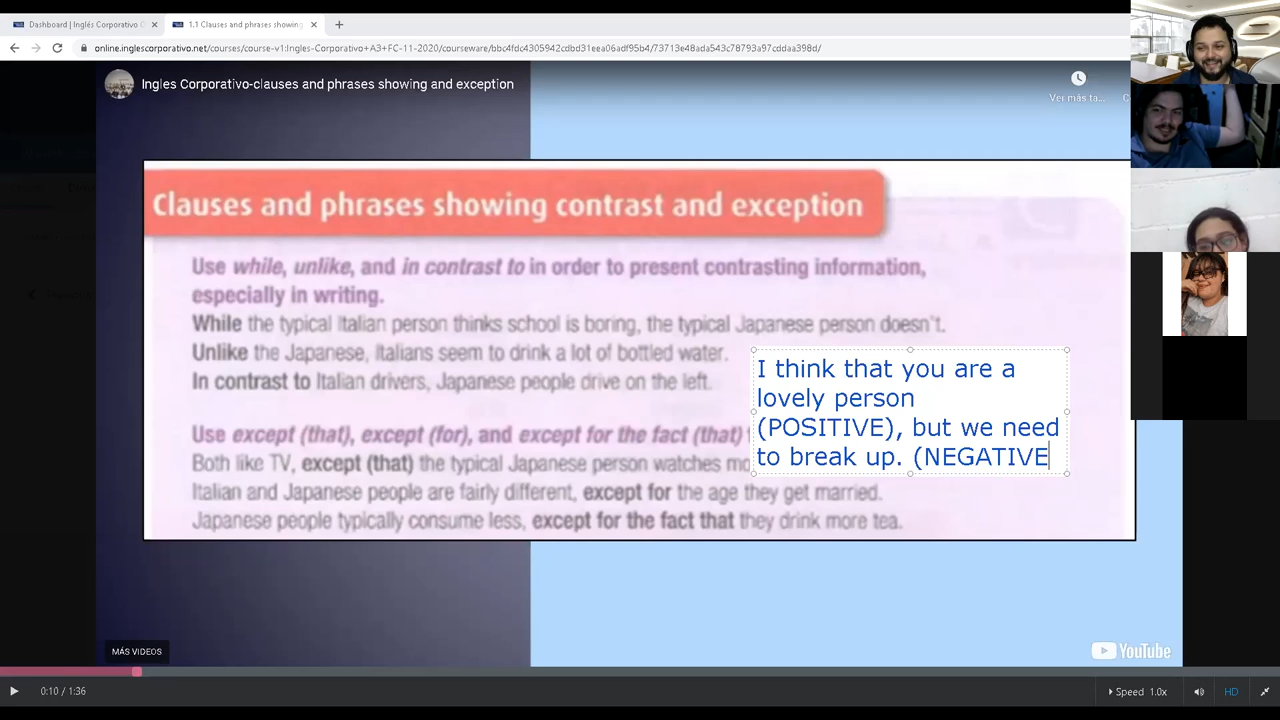 Dashboard | Inglés Corporativo
1.1 Clauses and phrases showing
online.inglescorporativo.net/courses/course-v1:Ingles-Corporativo+A3+FC-11-2020/courseware/bbc4fdc4305942cdbd31eea06adf95b4/73713e48ada543c78793a97cddaa398d/
Ingles Corporativo-clauses and phrases showing and exception
Ver más ta...
Clauses and phrases showing contrast and exception
Use while, unlike, and in contrast to in order to present contrasting information,
especially in writing.
While the typical Italian person thinks school is boring, the typical Japanese person doesn't.
Unlike the Japanese, Italians seem to drink a lot of bottled water.
In contrast to Italian drivers, Japanese people drive on the left.
I think that you are a
lovely person
(POSITIVE), but we need
to break up. (NEGATIVE
Use except (that), except (for), and except for the fact (that)
Both like TV, except (that) the typical Japanese person watches
Italian and Japanese people are fairly different, except for the age they get married.
Japanese people typically consume less, except for the fact that they drink more tea.
MÁS VIDEOS
YouTube
0:10 / 1:36
Speed 1.0x
HD